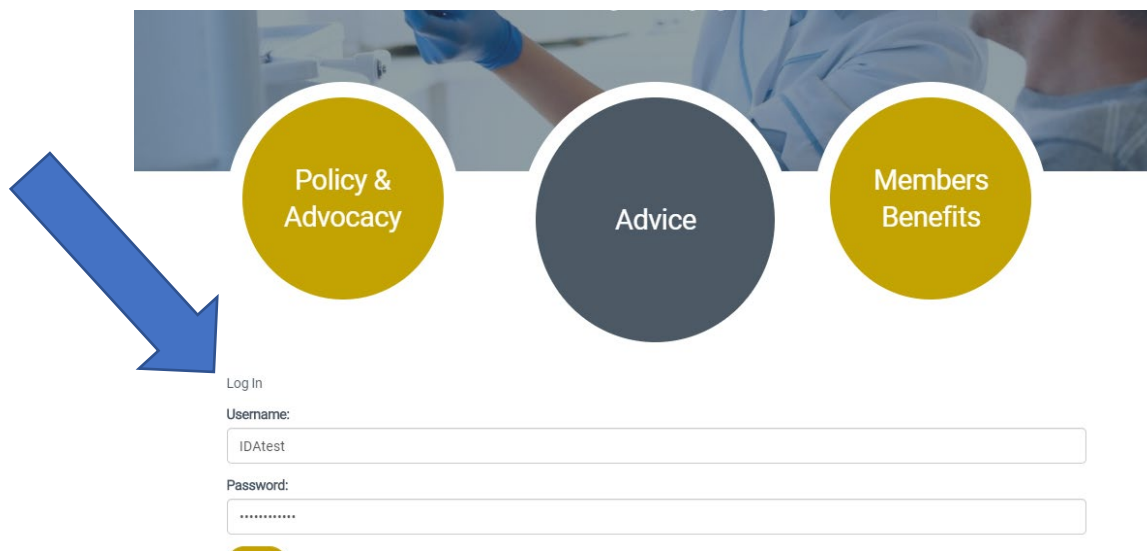 Policy &
Advocacy
Advice
Members
Benefits
Log In
Username:
IDAtest
Password:
••••••••••••